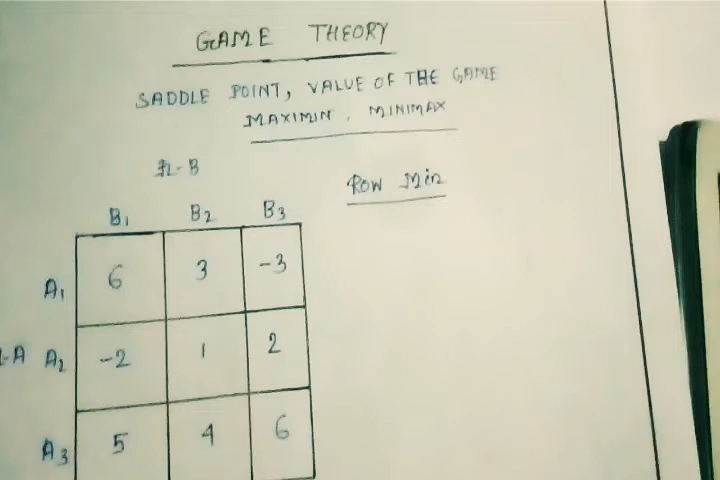 GAME THEORY
SADDLE POINT, VALUE OF THE GAME
MAXIMIN, MINIMAX
PL-B
Row Min
B1 B2 B3
A1 6 3 -3
L-A A2 -2 1 2
A3 5 4 6